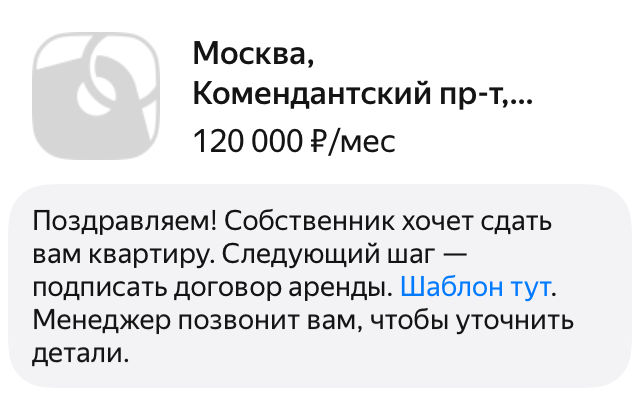 Москва,
Комендантский пр-т,...
120 000 ₽/мес
Поздравляем! Собственник хочет сдать
вам квартиру. Следующий шаг —
подписать договор аренды. Шаблон тут.
Менеджер позвонит вам, чтобы уточнить
детали.